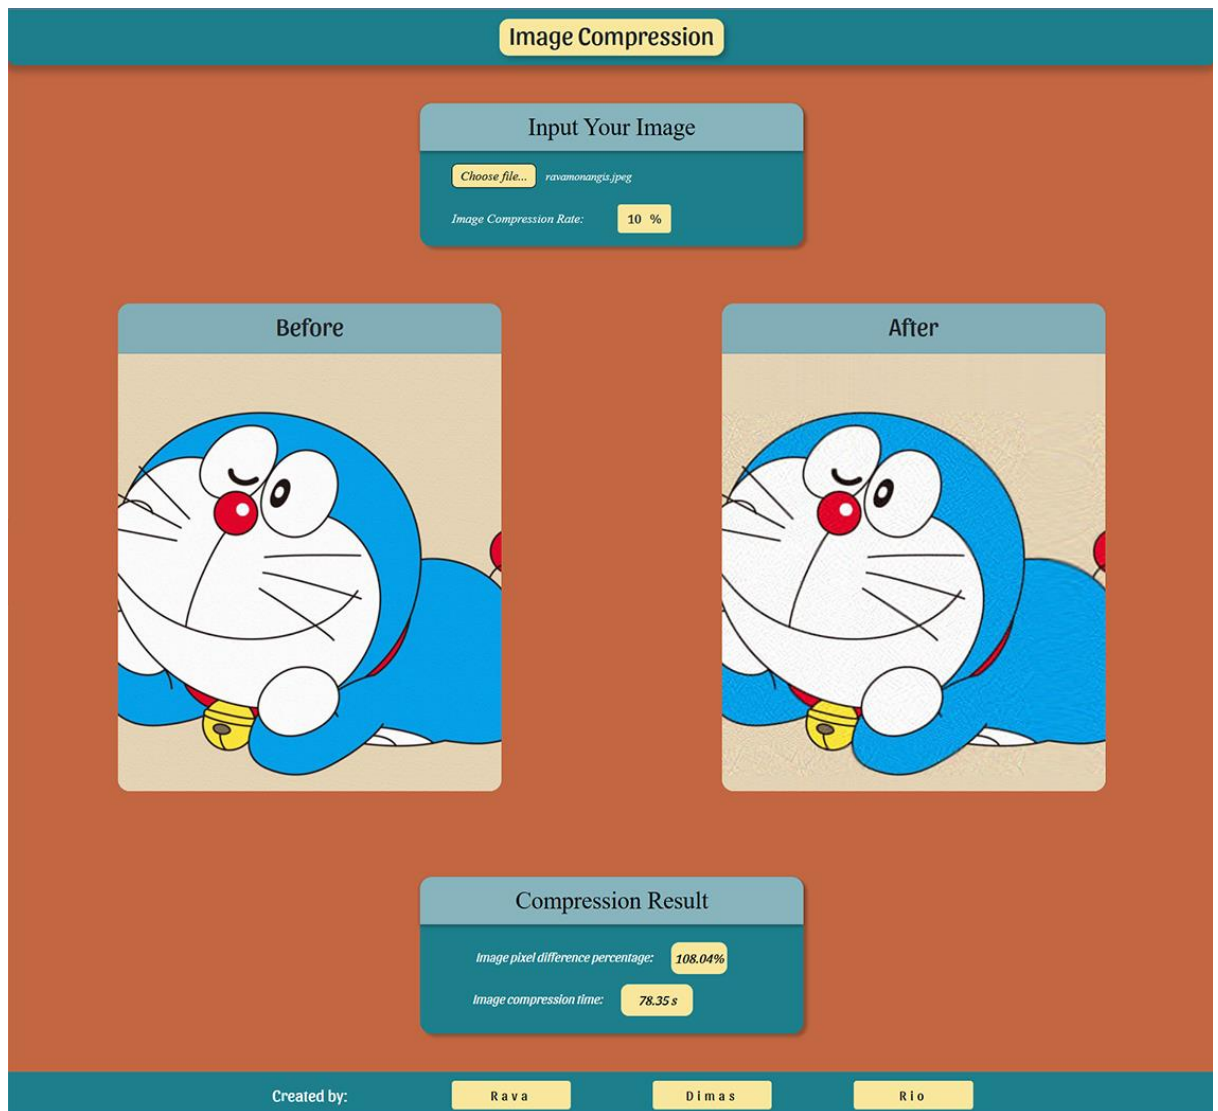 Image Compression
Input Your Image
Choose file... ravamonangis.jpeg
Image Compression Rate: 10 %
Before
After
Compression Result
Image pixel difference percentage: 108.04%
Image compression time: 78.35 s
Created by: Rava Dimas Rio